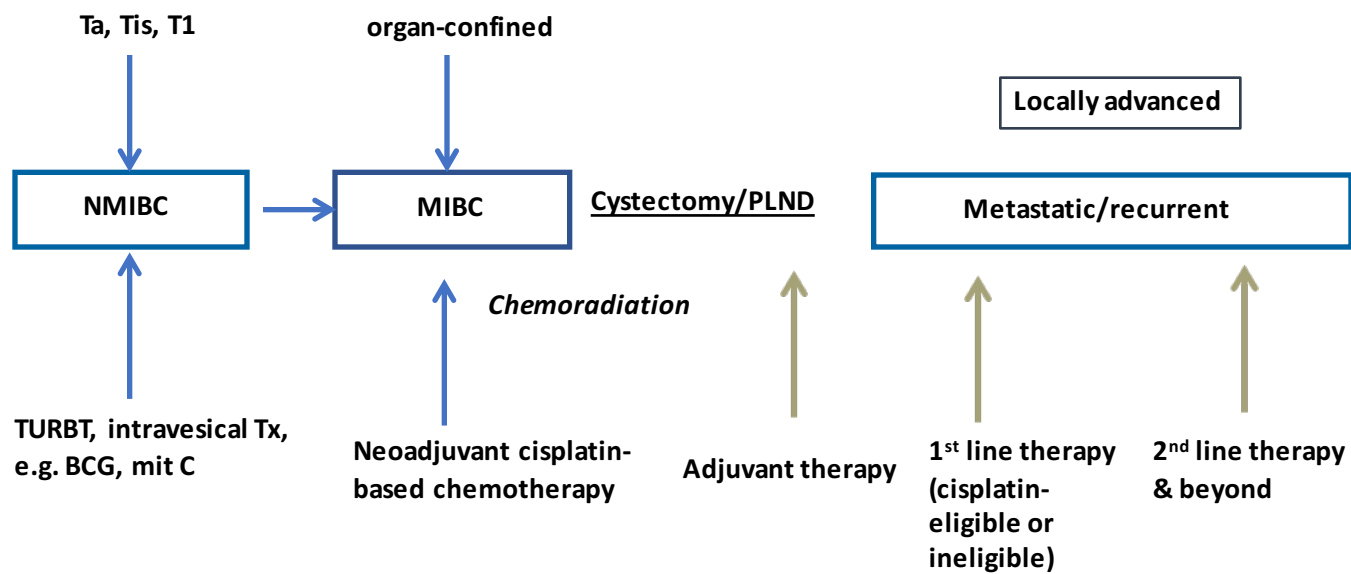 Ta, Tis, T1
organ-confined
Locally advanced
NMIBC
MIBC
Cystectomy/PLND
Metastatic/recurrent
Chemoradiation
TURBT, intravesical Tx,
e.g. BCG, mit C
Neoadjuvant cisplatin-
based chemotherapy
Adjuvant therapy
1st line therapy
(cisplatin-
eligible or
ineligible)
2nd line therapy
& beyond